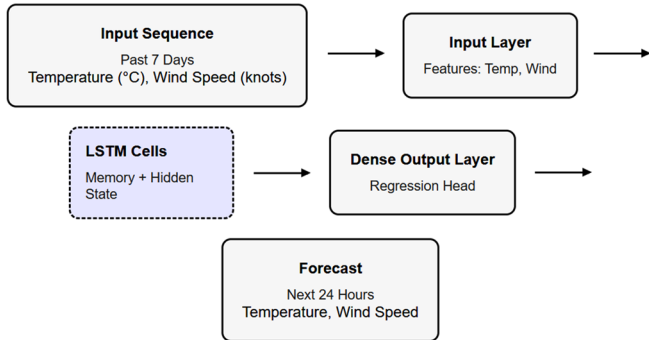 Input Sequence
Past 7 Days
Temperature (°C), Wind Speed (knots)
Input Layer
Features: Temp, Wind
LSTM Cells
Memory + Hidden
State
Dense Output Layer
Regression Head
Forecast
Next 24 Hours
Temperature, Wind Speed